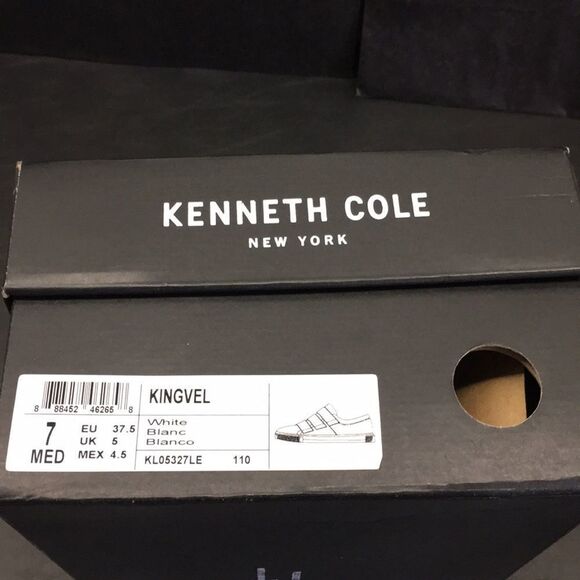 KENNETH COLE
NEW YORK
8 88452 46265 8
KINGVEL
7 MED
EU 37.5
UK 5
MEX 4.5
White
Blanc
Blanco
KL05327LE 110